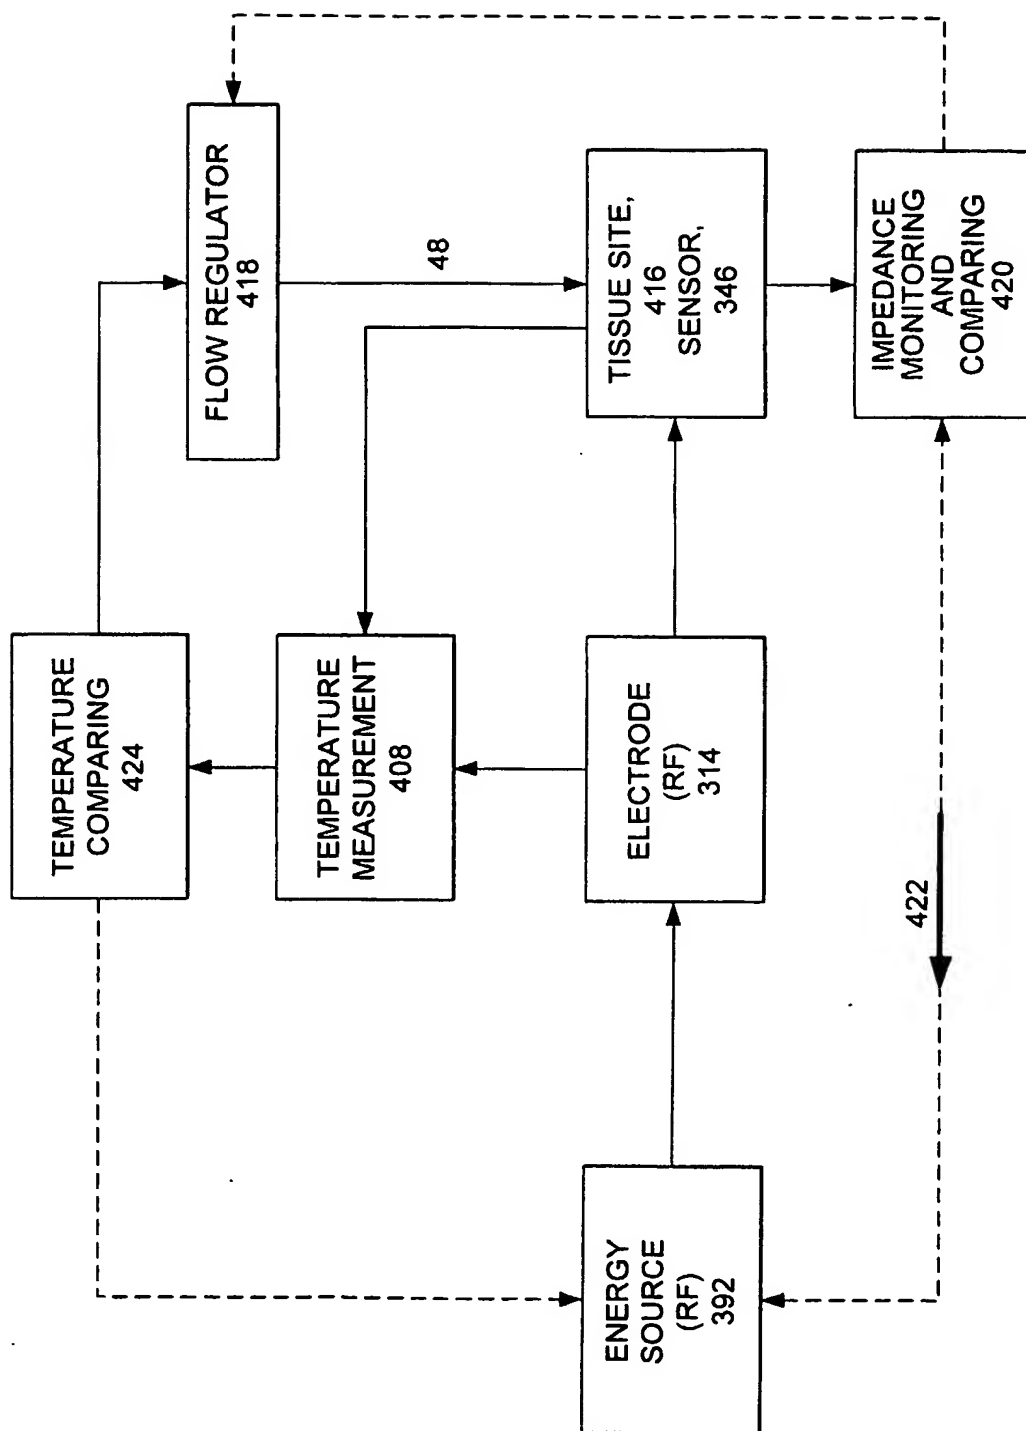 TEMPERATURE
COMPARING
424
FLOW REGULATOR
418
TEMPERATURE
MEASUREMENT
408
48
ENERGY
SOURCE
(RF)
392
ELECTRODE
(RF)
314
TISSUE SITE,
416
SENSOR,
346
422
IMPEDANCE
MONITORING
AND
COMPARING
420